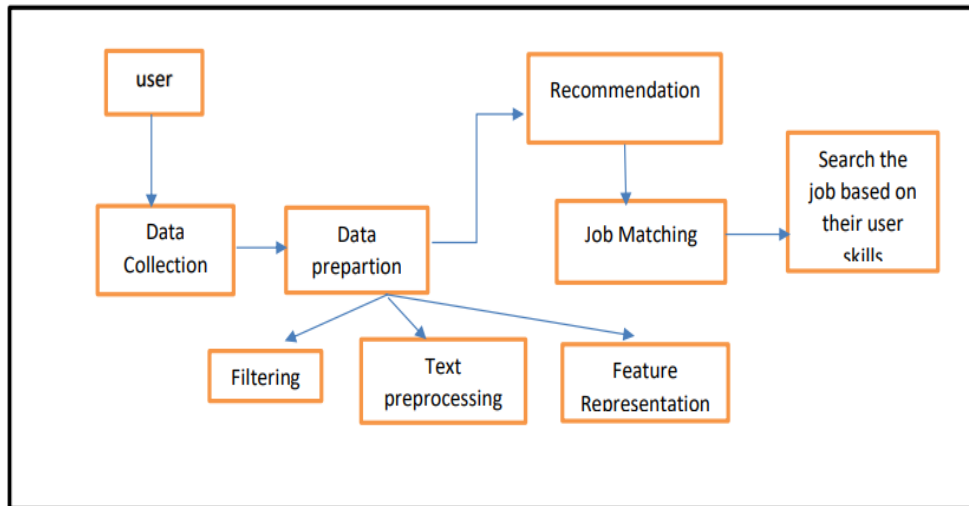 user
Data
Collection
Data
prepartion
Recommendation
Job Matching
Search the
job based on
their user
skills
Filtering
Text
preprocessing
Feature
Representation